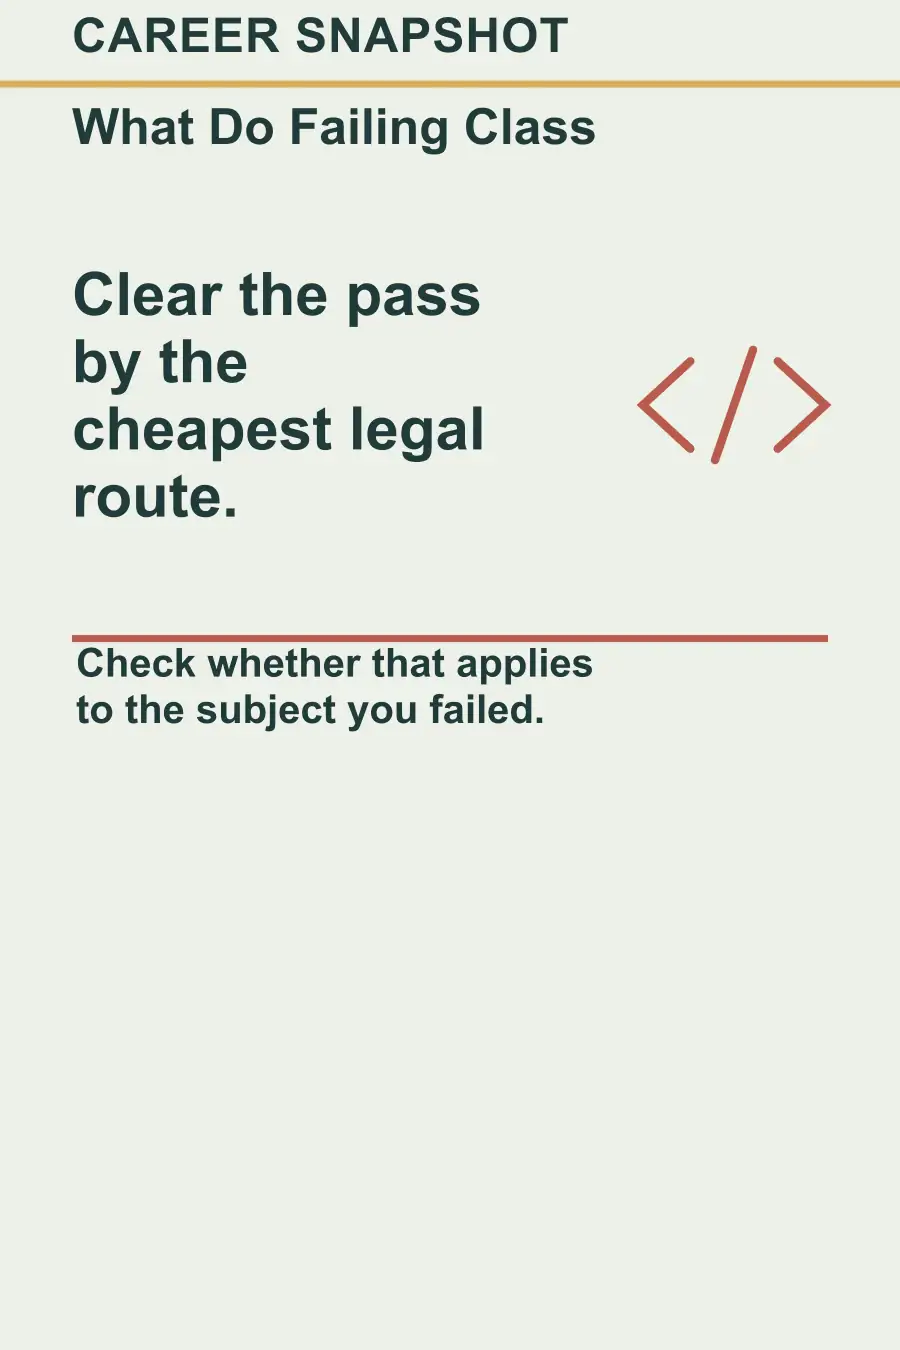 CAREER SNAPSHOT
What Do Failing Class
Clear the pass
by the
cheapest legal
route.
Check whether that applies
to the subject you failed.